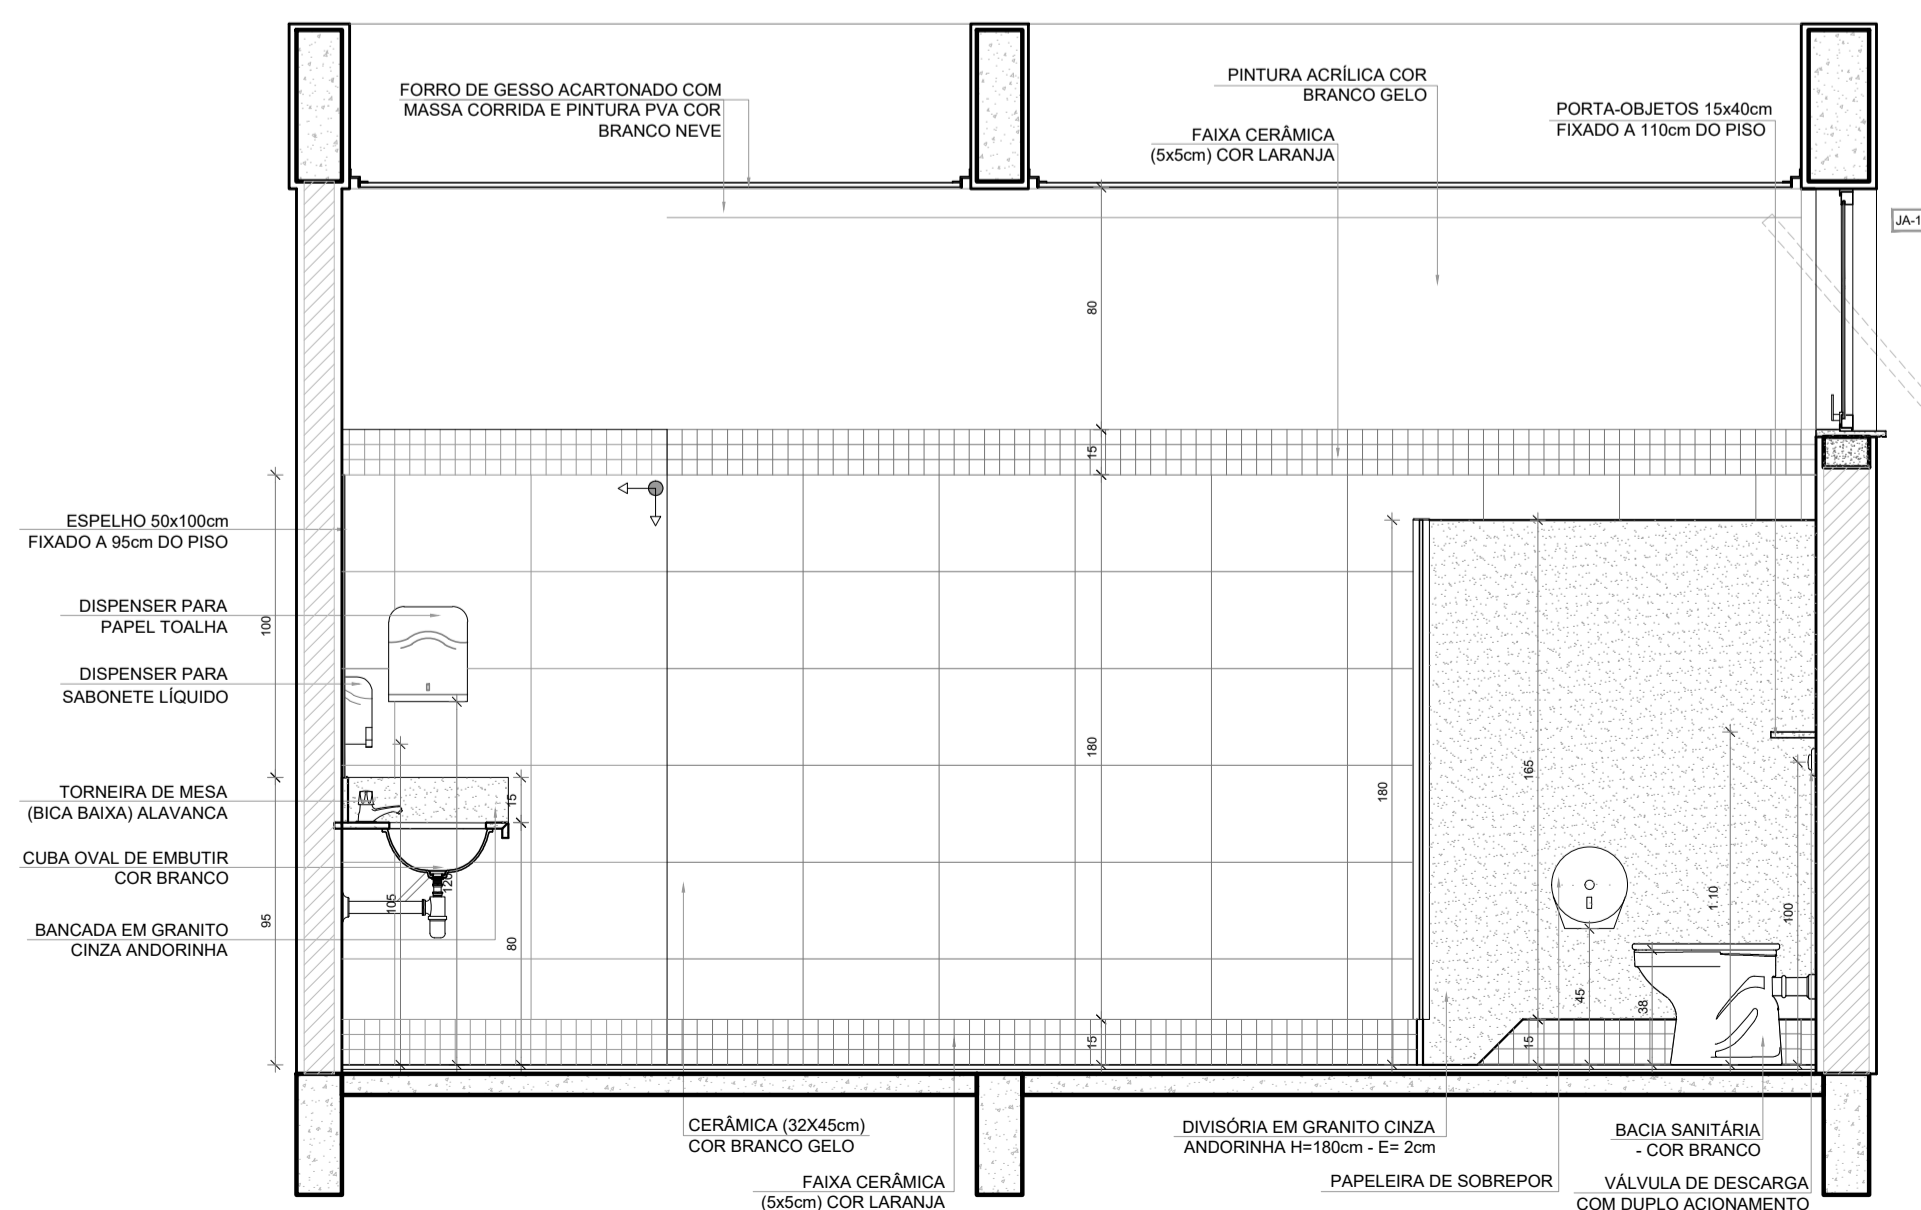 FORRO DE GESSO ACARTONADO COM
MASSA CORRIDA E PINTURA PVA COR
BRANCO NEVE
PINTURA ACRÍLICA COR
BRANCO GELO
FAIXA CERÂMICA
(5x5cm) COR LARANJA
PORTA-OBJETOS 15x40cm
FIXADO A 110cm DO PISO
JA-1
80
15
ESPELHO 50x100cm
FIXADO A 95cm DO PISO
DISPENSER PARA
PAPEL TOALHA
100
DISPENSER PARA
SABONETE LÍQUIDO
TORNEIRA DE MESA
(BICA BAIXA) ALAVANCA
CUBA OVAL DE EMBUTIR
COR BRANCO
BANCADA EM GRANITO
CINZA ANDORINHA
95
105
120
15
80
180
15
180
165
15
45
38
1.10
100
CERÂMICA (32X45cm)
COR BRANCO GELO
FAIXA CERÂMICA
(5x5cm) COR LARANJA
DIVISÓRIA EM GRANITO CINZA
ANDORINHA H=180cm - E= 2cm
PAPELEIRA DE SOBREPOR
BACIA SANITÁRIA
- COR BRANCO
VÁLVULA DE DESCARGA
COM DUPLO ACIONAMENTO